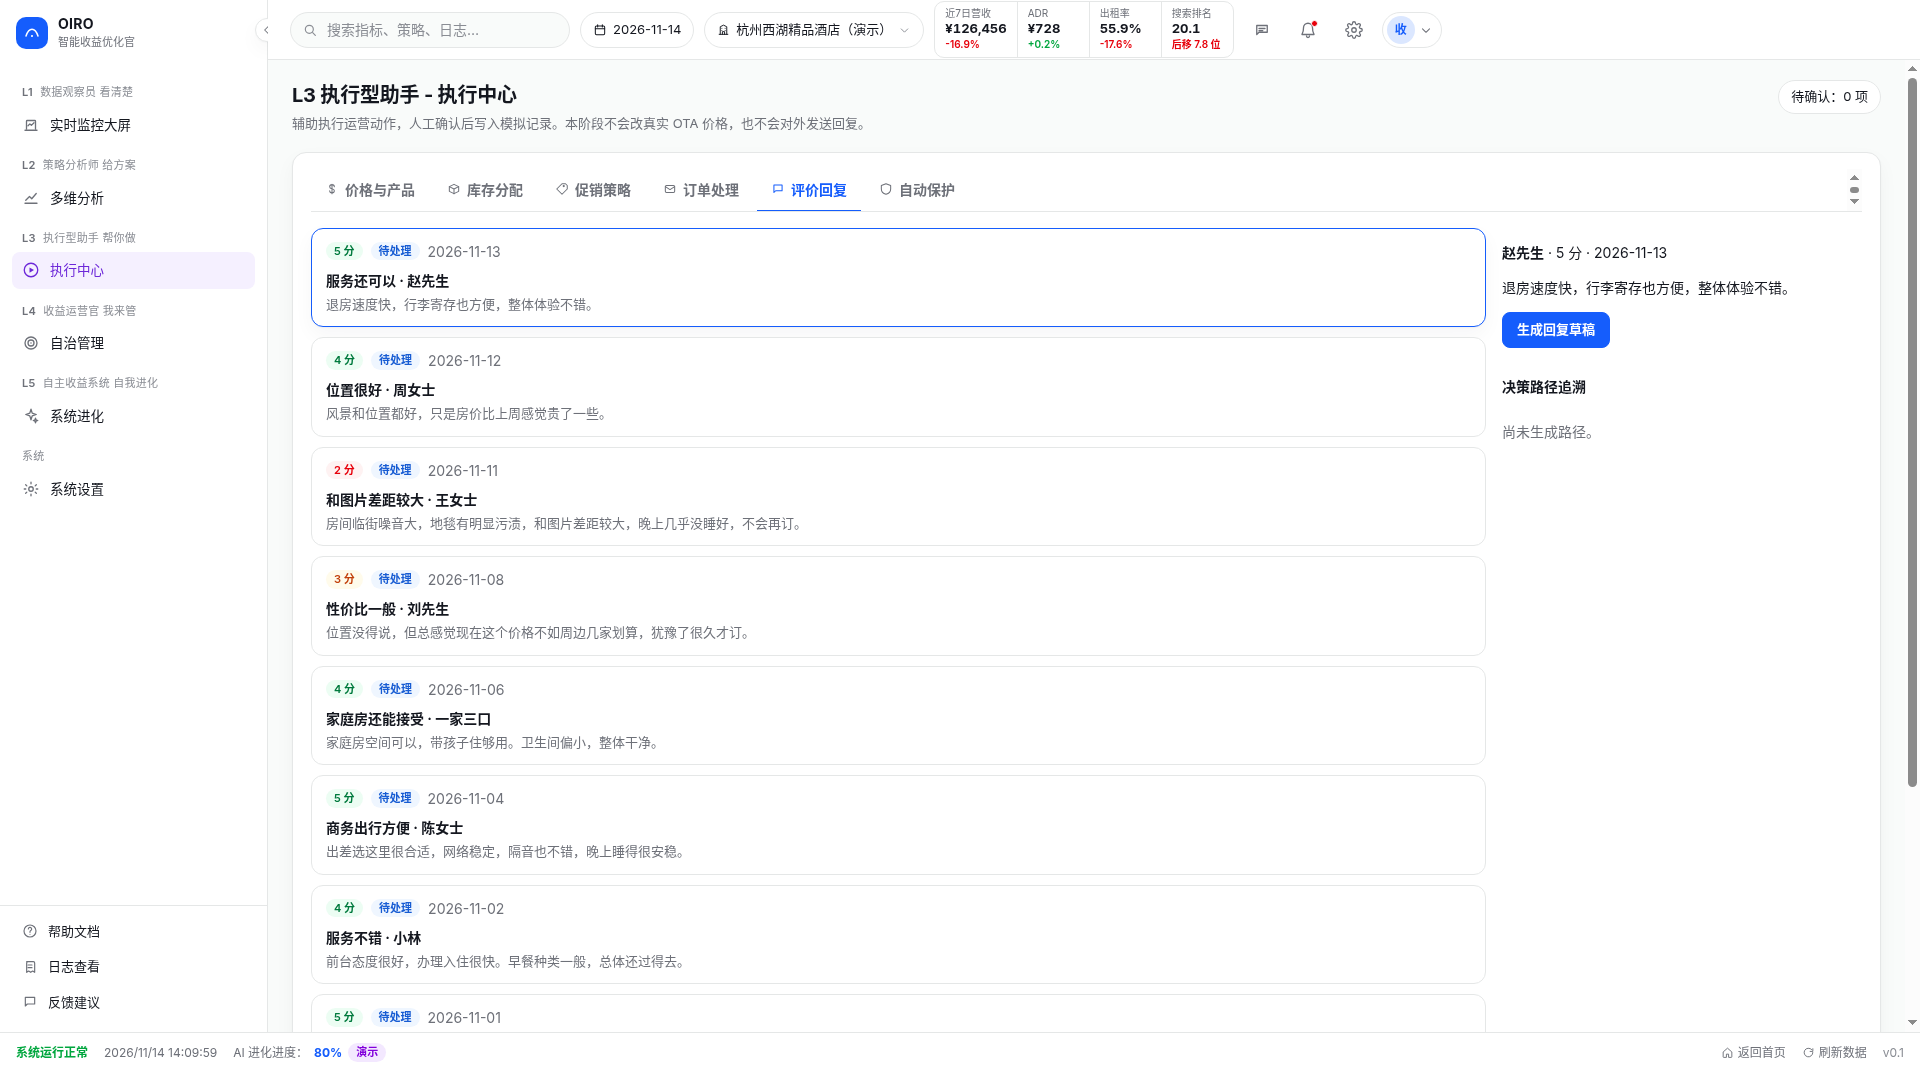 OIRO
智能收益优化官
搜索指标、策略、日志...
2026-11-14
杭州西湖精品酒店（演示）
近7日营收
¥126,456
-16.9%
ADR
¥728
+0.2%
出租率
55.9%
-17.6%
搜索排名
20.1
后移 7.8 位
收
L1 数据观察员 看清楚
实时监控大屏
L2 策略分析师 给方案
多维分析
L3 执行型助手 帮你做
执行中心
L4 收益运营官 我来管
自治管理
L5 自主收益系统 自我进化
系统进化
系统
系统设置
帮助文档
日志查看
反馈建议
L3 执行型助手 - 执行中心
辅助执行运营动作，人工确认后写入模拟记录。本阶段不会改真实 OTA 价格，也不会对外发送回复。
待确认：0 项
价格与产品
库存分配
促销策略
订单处理
评价回复
自动保护
5 分 待处理 2026-11-13
服务还可以 · 赵先生
退房速度快，行李寄存也方便，整体体验不错。
4 分 待处理 2026-11-12
位置很好 · 周女士
风景和位置都好，只是房价比上周感觉贵了一些。
2 分 待处理 2026-11-11
和图片差距较大 · 王女士
房间临街噪音大，地毯有明显污渍，和图片差距较大，晚上几乎没睡好，不会再订。
3 分 待处理 2026-11-08
性价比一般 · 刘先生
位置没得说，但总感觉现在这个价格不如周边几家划算，犹豫了很久才订。
4 分 待处理 2026-11-06
家庭房还能接受 · 一家三口
家庭房空间可以，带孩子住够用。卫生间偏小，整体干净。
5 分 待处理 2026-11-04
商务出行方便 · 陈女士
出差选这里很合适，网络稳定，隔音也不错，晚上睡得很安稳。
4 分 待处理 2026-11-02
服务不错 · 小林
前台态度很好，办理入住很快。早餐种类一般，总体还过得去。
5 分 待处理 2026-11-01
赵先生 · 5 分 · 2026-11-13
退房速度快，行李寄存也方便，整体体验不错。
生成回复草稿
决策路径追溯
尚未生成路径。
系统运行正常 2026/11/14 14:09:59 AI 进化进度： 80% 演示
返回首页 刷新数据 v0.1